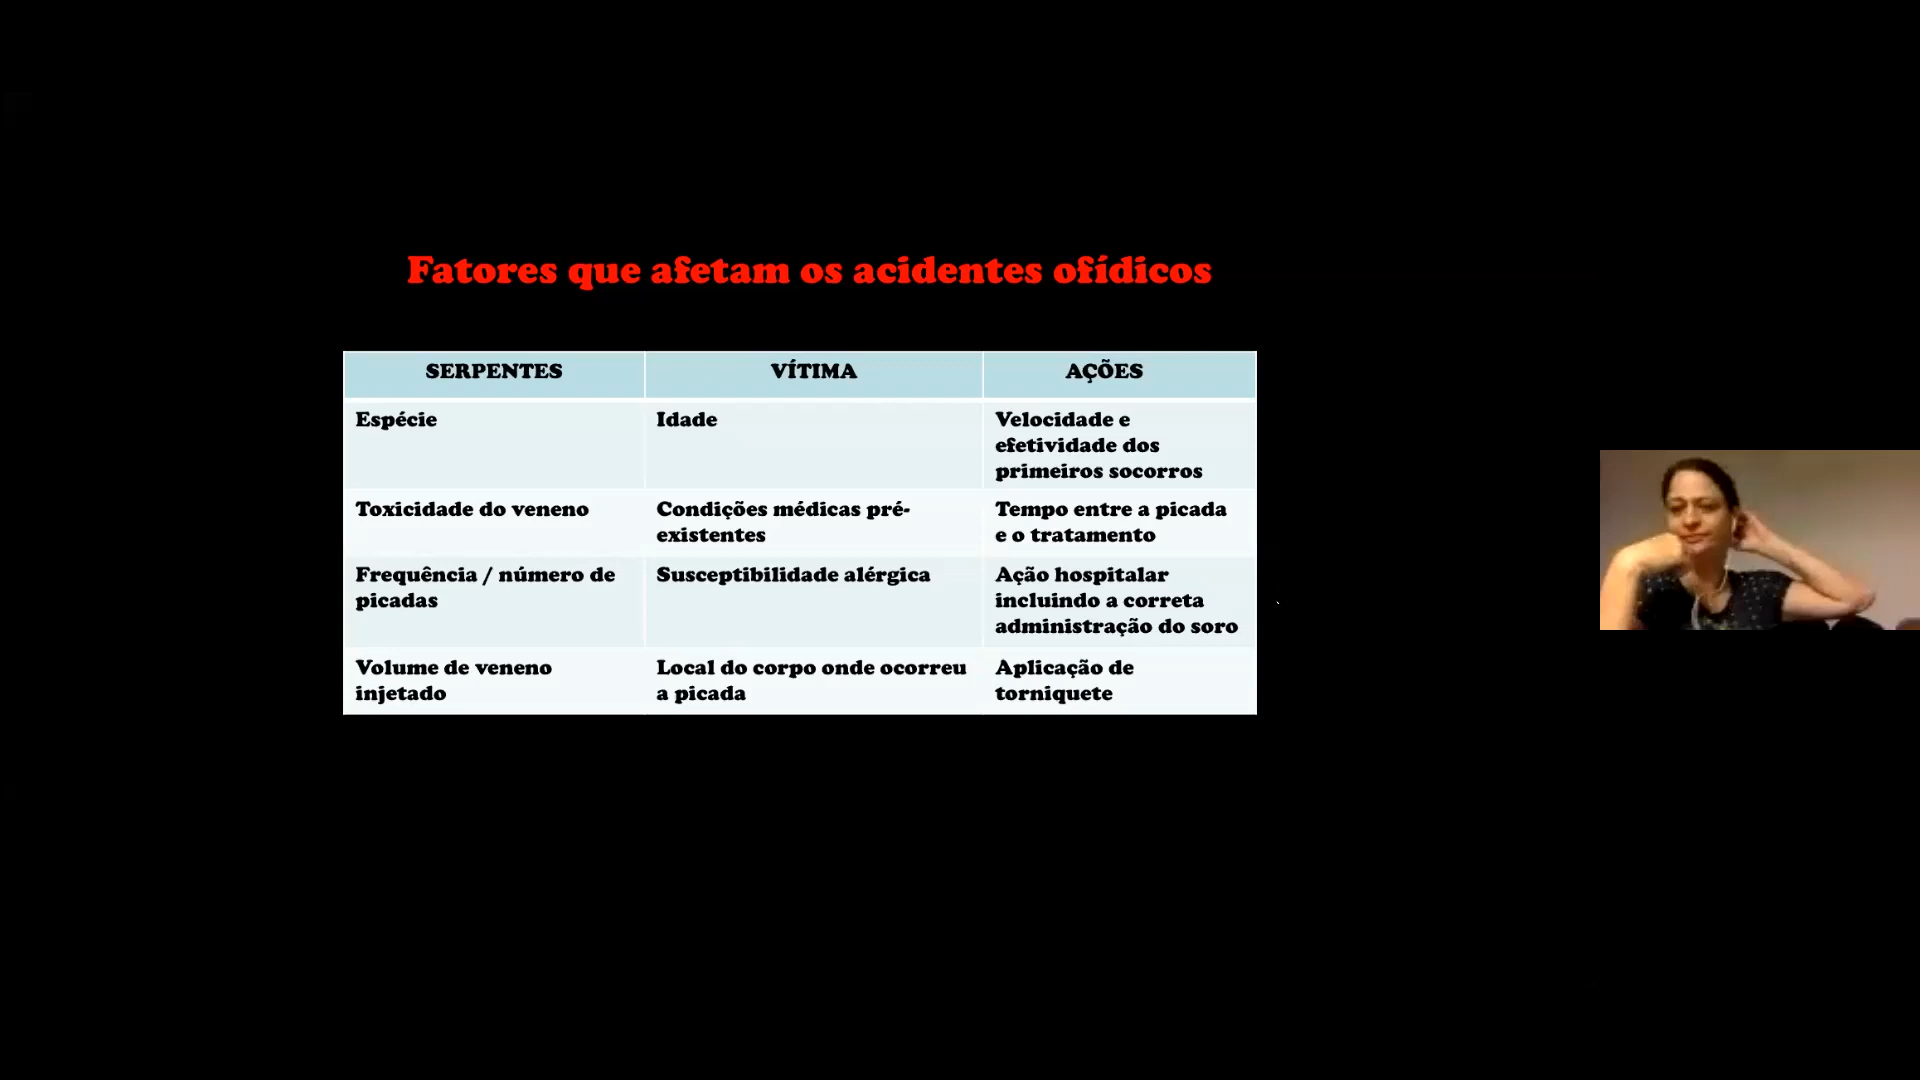 Fatores que afetam os acidentes ofídicos
SERPENTES
VÍTIMA
AÇÕES
Espécie
Idade
Velocidade e
efetividade dos
primeiros socorros
Toxicidade do veneno
Condições médicas pré-
existentes
Tempo entre a picada
e o tratamento
Frequência / número de
picadas
Susceptibilidade alérgica
Ação hospitalar
incluindo a correta
administração do soro
Volume de veneno
injetado
Local do corpo onde ocorreu
a picada
Aplicação de
torniquete